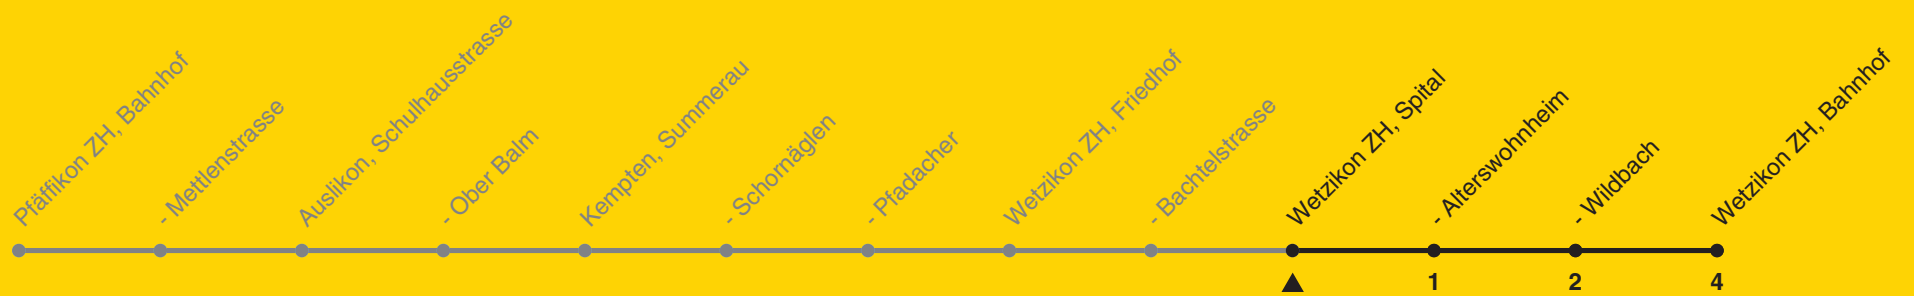 Pfäffikon ZH, Bahnhof
- Mettlenstrasse
Auslikon, Schulhausstrasse
- Ober Balm
Kempten, Summerau
- Schornäglen
- Pfadacher
Wetzikon ZH, Friedhof
- Bachtelstrasse
Wetzikon ZH, Spital
- Alterswohnheim
- Wildbach
Wetzikon ZH, Bahnhof
1 2 4